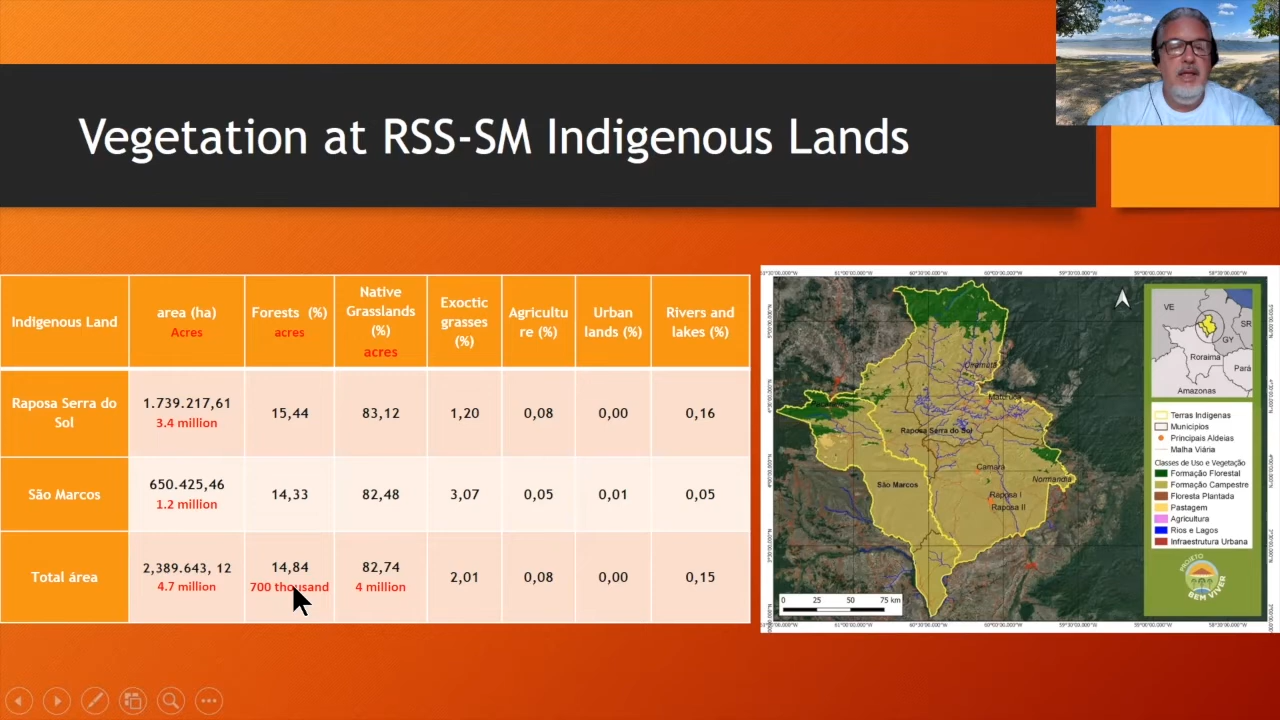 Vegetation at RSS-SM Indigenous Lands
Indigenous Land
area (ha)
Acres
Forests (%)
acres
Native
Grasslands
(%)
acres
Exoctic
grasses
(%)
Agricultu
re (%)
Urban
lands (%)
Rivers and
lakes (%)
Raposa Serra do
Sol
1.739.217,61
3.4 million
15,44
83,12
1,20
0,08
0,00
0,16
São Marcos
650.425,46
1.2 million
14,33
82,48
3,07
0,05
0,01
0,05
Total área
2,389.643, 12
4.7 million
14,84
700 thousand
82,74
4 million
2,01
0,08
0,00
0,15
Uiramutã
Raposa Serra do Sol
Camará
Normandia
São Marcos
Raposa I
Raposa II
0 25 50 75 km
VE
SR
GY
Roraima
Pará
Amazonas
Terras Indígenas
Municípios
Principais Aldeias
Malha Viária
Classes de Uso e Vegetação
Formação Florestal
Formação Campestre
Floresta Plantada
Pastagem
Agricultura
Rios e Lagos
Infraestrutura Urbana
PROJETO
BEM VIVER